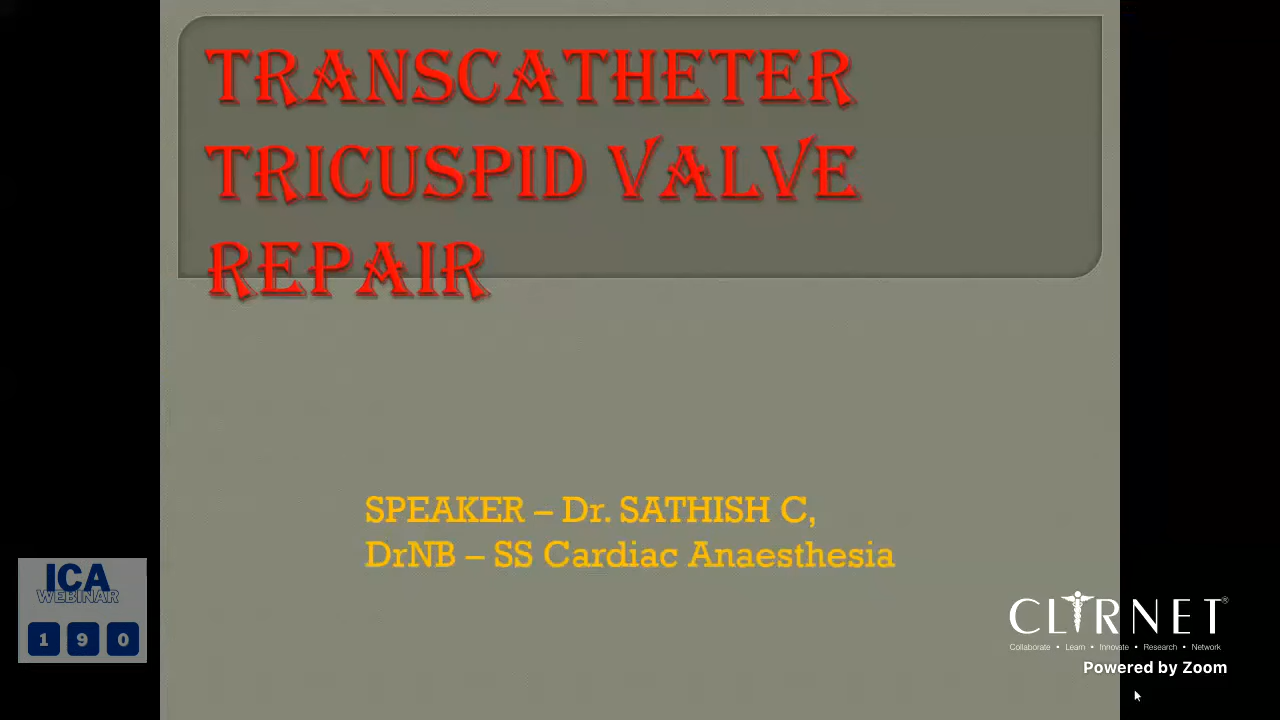 TRANSCATHETER
TRICUSPID VALVE
REPAIR
SPEAKER – Dr. SATHISH C,
DrNB – SS Cardiac Anaesthesia
ICA
WEBINAR
1 9 0
CLIRNET®
Collaborate • Learn • Innovate • Research • Network
Powered by Zoom